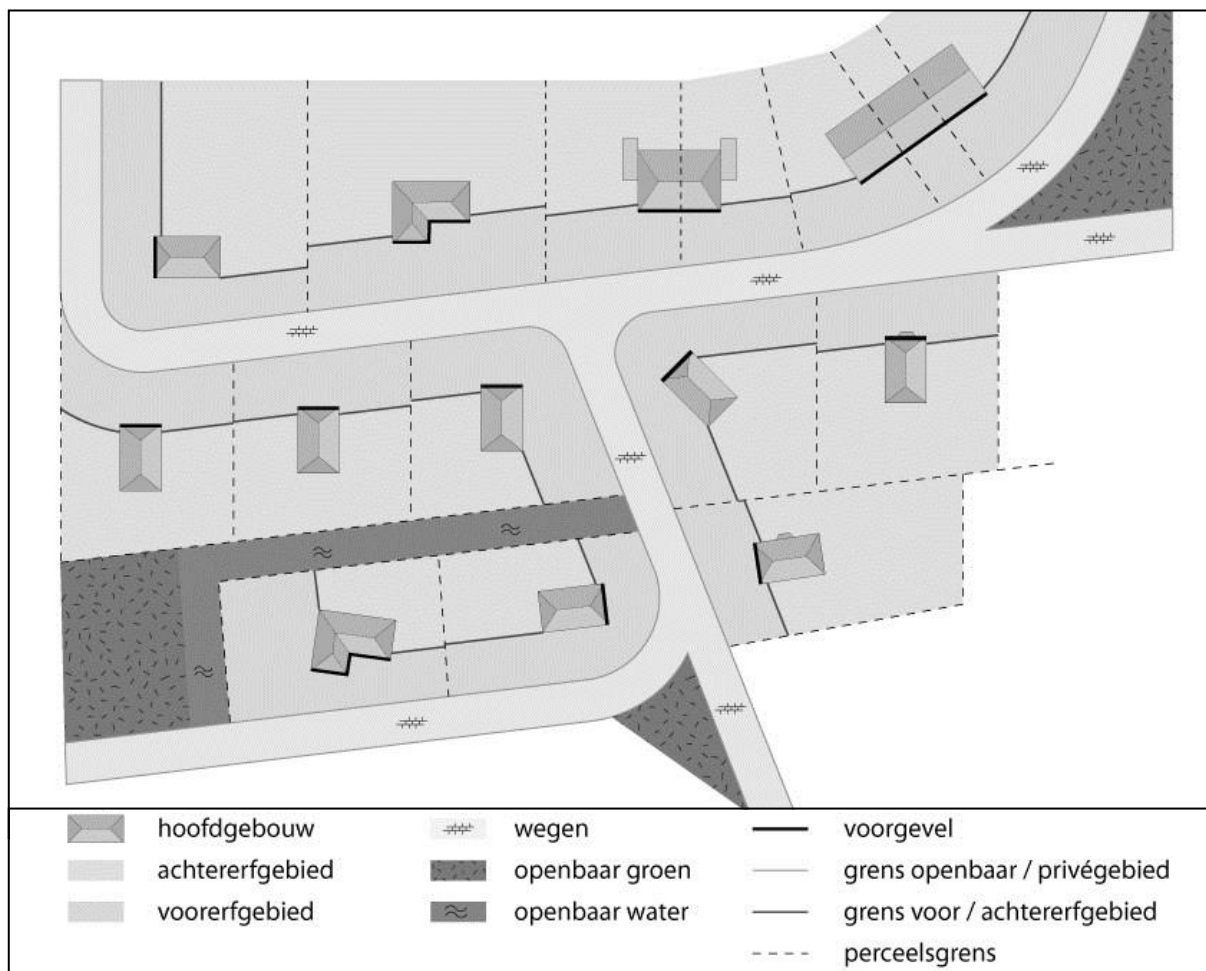 hoofdgebouw
achtererfgebied
voorerfgebied
wegen
openbaar groen
openbaar water
voorgevel
grens openbaar / privégebied
grens voor / achtererfgebied
perceelsgrens